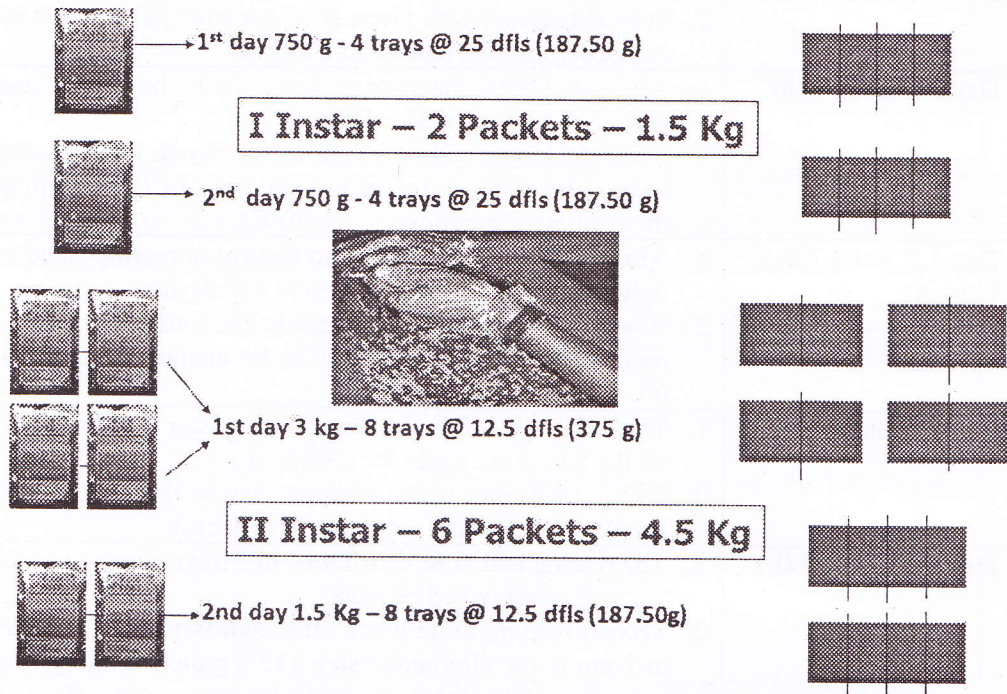 1st day 750 g - 4 trays @ 25 dfls (187.50 g)
I Instar – 2 Packets – 1.5 Kg
2nd day 750 g - 4 trays @ 25 dfls (187.50 g)
1st day 3 kg – 8 trays @ 12.5 dfls (375 g)
II Instar – 6 Packets – 4.5 Kg
2nd day 1.5 Kg – 8 trays @ 12.5 dfls (187.50g)